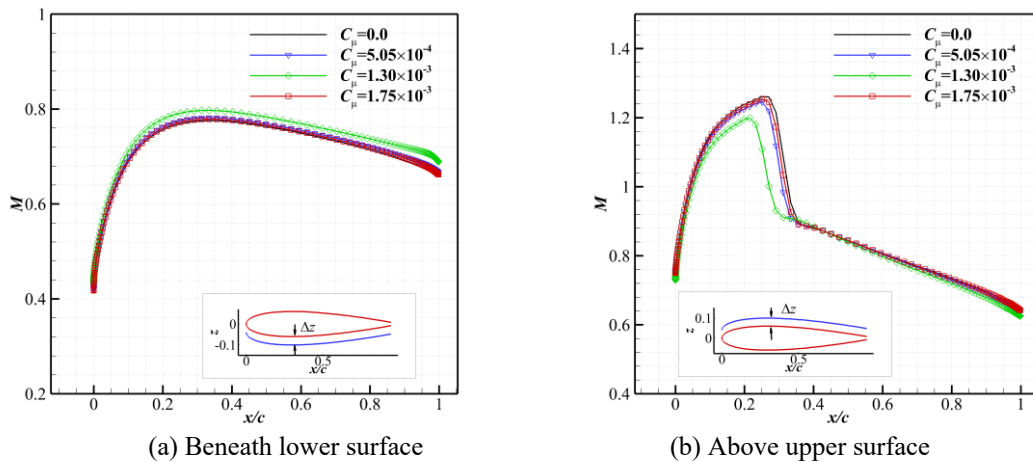 1
0.8
0.6
0.4
0.2
M
0
0.2
0.4
0.6
0.8
1
x/c
Cμ=0.0
Cμ=5.05×10⁻⁴
Cμ=1.30×10⁻³
Cμ=1.75×10⁻³
z
0
-0.1
Δz
0
0.5
x/c
(a) Beneath lower surface
1.4
1.2
1
0.8
0.6
0.4
M
0
0.2
0.4
0.6
0.8
1
x/c
Cμ=0.0
Cμ=5.05×10⁻⁴
Cμ=1.30×10⁻³
Cμ=1.75×10⁻³
z
0.1
0
Δz
0
0.5
x/c
(b) Above upper surface